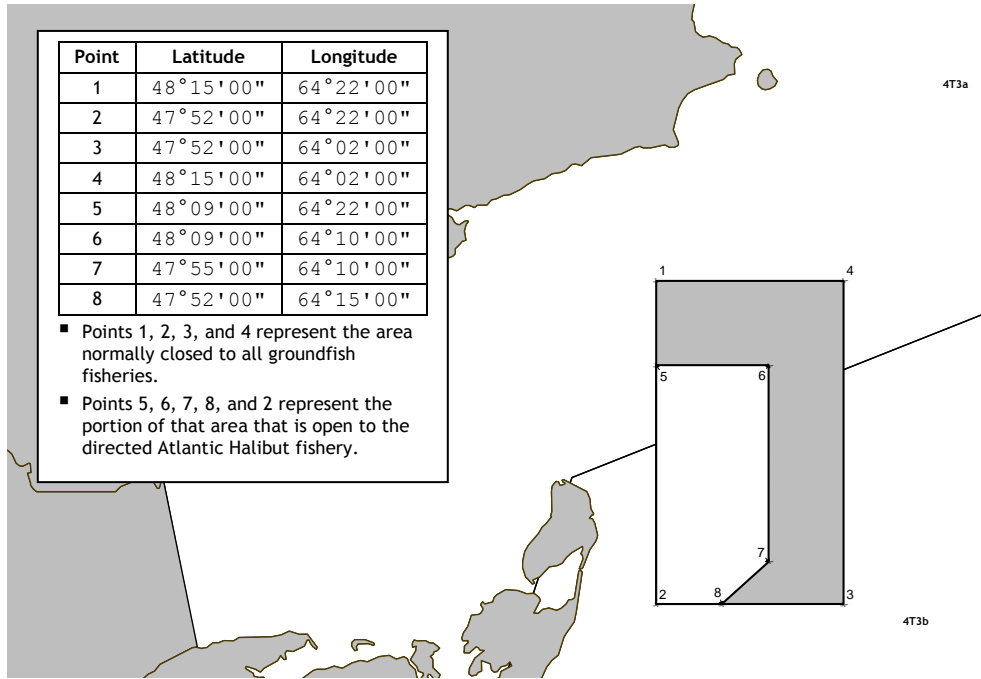 Point Latitude Longitude
1 48°15'00" 64°22'00"
2 47°52'00" 64°22'00"
3 47°52'00" 64°02'00"
4 48°15'00" 64°02'00"
5 48°09'00" 64°22'00"
6 48°09'00" 64°10'00"
7 47°55'00" 64°10'00"
8 47°52'00" 64°15'00"
▪ Points 1, 2, 3, and 4 represent the area
normally closed to all groundfish
fisheries.
▪ Points 5, 6, 7, 8, and 2 represent the
portion of that area that is open to the
directed Atlantic Halibut fishery.
4T3a
1 4
5 6
7
2 8 3
4T3b